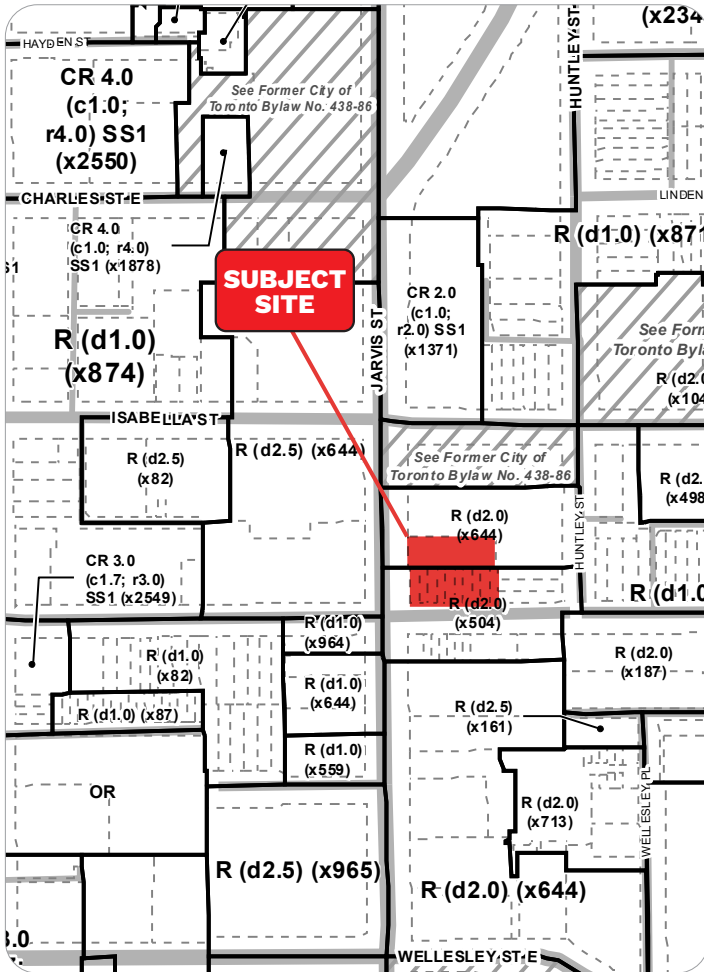 (x234
HAYDEN ST
HUNTLEY ST
CR 4.0
(c1.0;
r4.0) SS1
(x2550)
See Former City of
Toronto Bylaw No. 438-86
CHARLES ST E
LINDEN
CR 4.0
(c1.0; r4.0)
SS1 (x1878)
R (d1.0) (x871
S1
SUBJECT
SITE
CR 2.0
(c1.0;
r2.0) SS1
(x1371)
JARVIS ST
R (d1.0)
(x874)
See Form
Toronto Byla
R (d2.0
(x104
ISABELLA ST
R (d2.5)
(x82)
R (d2.5) (x644)
See Former City of
Toronto Bylaw No. 438-86
R (d2.
(x498
R (d2.0)
(x644)
HUNTLEY ST
CR 3.0
(c1.7; r3.0)
SS1 (x2549)
R (d2.0)
(x504)
R (d1.0
R (d1.0)
(x964)
R (d1.0)
(x82)
R (d2.0)
(x187)
R (d1.0)
(x644)
R (d1.0) (x87)
R (d2.5)
(x161)
R (d1.0)
(x559)
OR
R (d2.0)
(x713)
WELLESLEY PL
R (d2.5) (x965)
R (d2.0) (x644)
3.0
WELLESLEY ST E